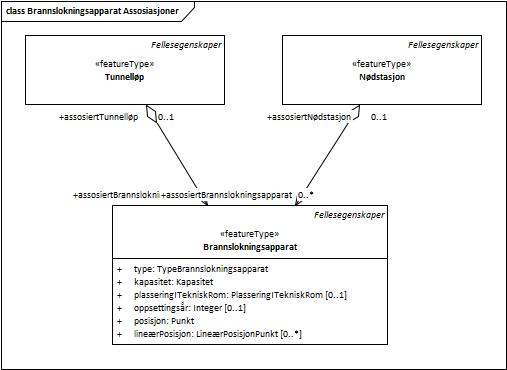 class Brannslokningsapparat Assosiasjoner
Fellesegenskaper
«featureType»
Tunnelløp
Fellesegenskaper
«featureType»
Nødstasjon
+assosiertTunnelløp 0..1
+assosiertNødstasjon 0..1
+assosiertBrannslokni +assosiertBrannslokningsapparat 0..*
Fellesegenskaper
«featureType»
Brannslokningsapparat
+ type: TypeBrannslokningsapparat
+ kapasitet: Kapasitet
+ plasseringITekniskRom: PlasseringITekniskRom [0..1]
+ oppsettingsår: Integer [0..1]
+ posisjon: Punkt
+ lineærPosisjon: LineærPosisjonPunkt [0..*]